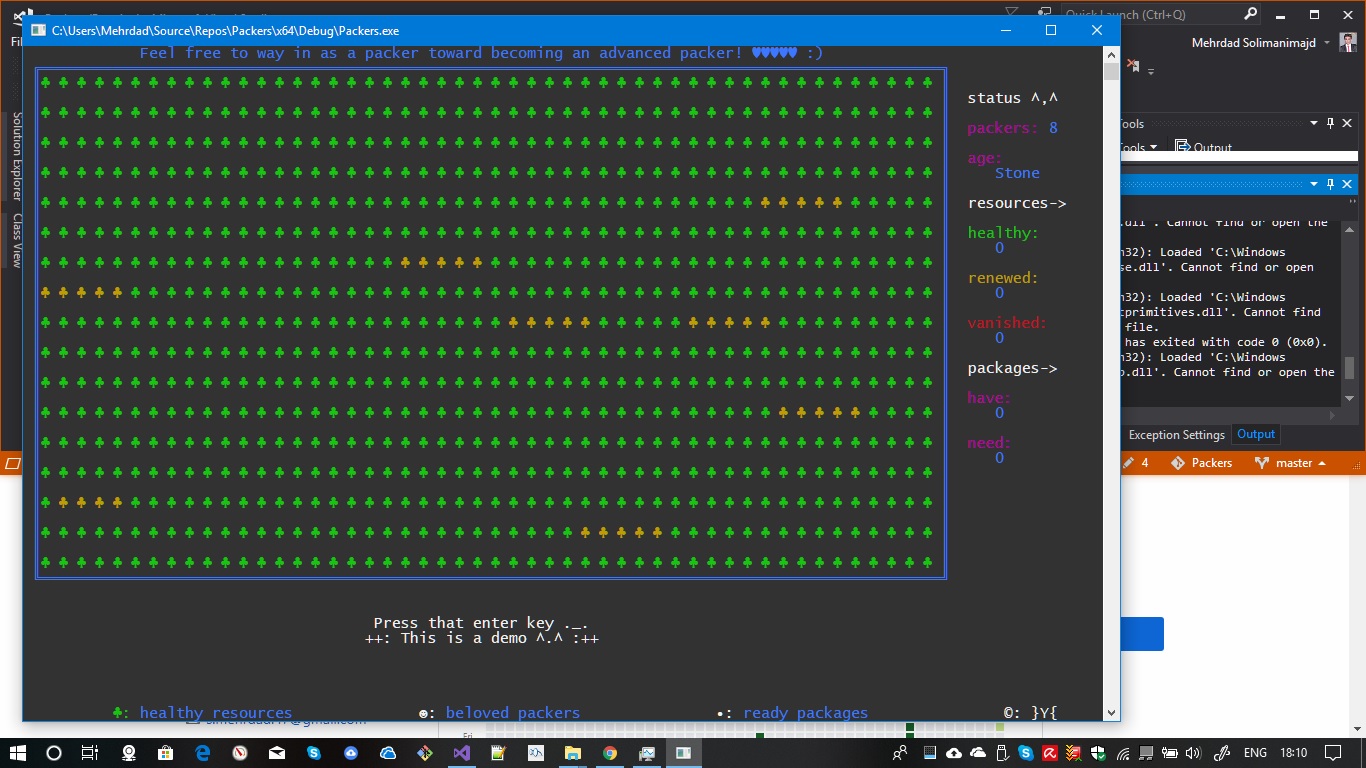 Quick Launch (Ctrl+Q)
C:\Users\Mehrdad\Source\Repos\Packers\x64\Debug\Packers.exe
Mehrdad Solimanimajd
Feel free to way in as a packer toward becoming an advanced packer! ♥♥♥♥♥ :)
Solution Explorer
Class View
status ^,^
packers: 8
age:
Stone
resources->
healthy:
0
renewed:
0
vanished:
0
packages->
have:
0
need:
0
ools
ools
Output
.dll'. Cannot find or open the
n32): Loaded 'C:\Windows
se.dll'. Cannot find or open
n32): Loaded 'C:\Windows
tprimitives.dll'. Cannot find
file.
has exited with code 0 (0x0).
n32): Loaded 'C:\Windows
o.dll'. Cannot find or open the
Exception Settings
Output
4
Packers
master
Press that enter key ._.
++: This is a demo ^.^ :++
♣: healthy resources
☻: beloved packers
•: ready packages
©: }Y{
Fri
ENG
18:10